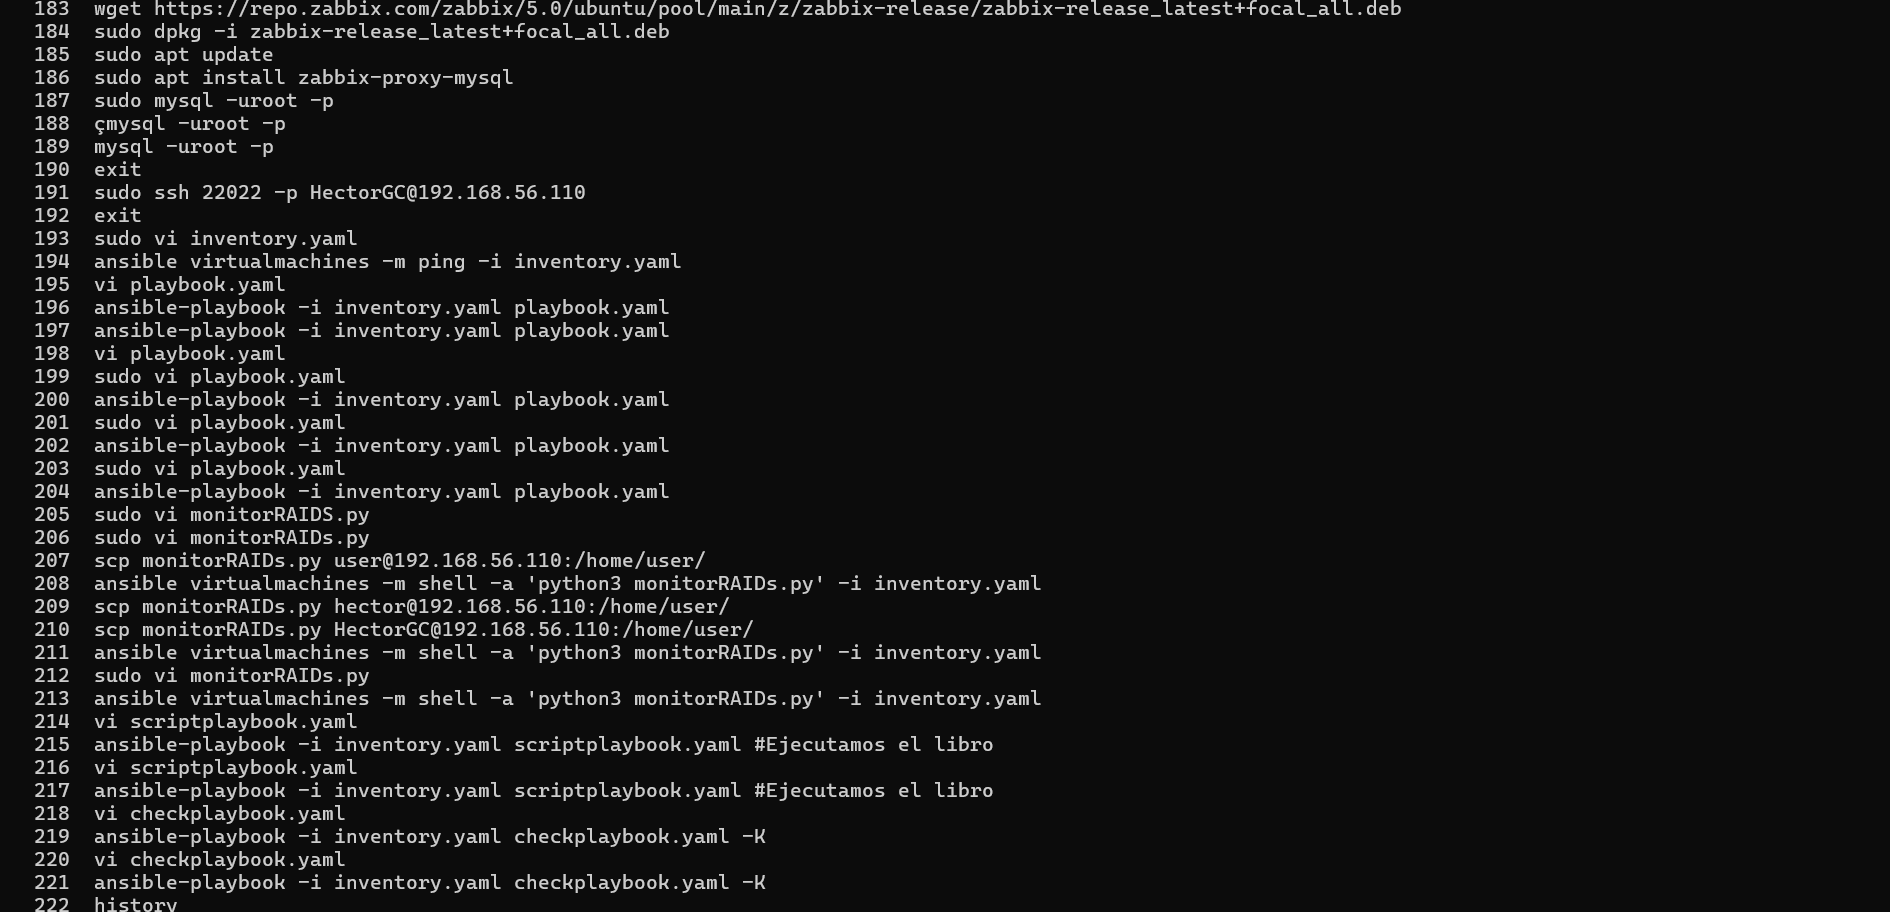 183  wget https://repo.zabbix.com/zabbix/5.0/ubuntu/pool/main/z/zabbix-release/zabbix-release_latest+focal_all.deb
184  sudo dpkg -i zabbix-release_latest+focal_all.deb
185  sudo apt update
186  sudo apt install zabbix-proxy-mysql
187  sudo mysql -uroot -p
188  çmysql -uroot -p
189  mysql -uroot -p
190  exit
191  sudo ssh 22022 -p HectorGC@192.168.56.110
192  exit
193  sudo vi inventory.yaml
194  ansible virtualmachines -m ping -i inventory.yaml
195  vi playbook.yaml
196  ansible-playbook -i inventory.yaml playbook.yaml
197  ansible-playbook -i inventory.yaml playbook.yaml
198  vi playbook.yaml
199  sudo vi playbook.yaml
200  ansible-playbook -i inventory.yaml playbook.yaml
201  sudo vi playbook.yaml
202  ansible-playbook -i inventory.yaml playbook.yaml
203  sudo vi playbook.yaml
204  ansible-playbook -i inventory.yaml playbook.yaml
205  sudo vi monitorRAIDS.py
206  sudo vi monitorRAIDs.py
207  scp monitorRAIDs.py user@192.168.56.110:/home/user/
208  ansible virtualmachines -m shell -a 'python3 monitorRAIDs.py' -i inventory.yaml
209  scp monitorRAIDs.py hector@192.168.56.110:/home/user/
210  scp monitorRAIDs.py HectorGC@192.168.56.110:/home/user/
211  ansible virtualmachines -m shell -a 'python3 monitorRAIDs.py' -i inventory.yaml
212  sudo vi monitorRAIDs.py
213  ansible virtualmachines -m shell -a 'python3 monitorRAIDs.py' -i inventory.yaml
214  vi scriptplaybook.yaml
215  ansible-playbook -i inventory.yaml scriptplaybook.yaml #Ejecutamos el libro
216  vi scriptplaybook.yaml
217  ansible-playbook -i inventory.yaml scriptplaybook.yaml #Ejecutamos el libro
218  vi checkplaybook.yaml
219  ansible-playbook -i inventory.yaml checkplaybook.yaml -K
220  vi checkplaybook.yaml
221  ansible-playbook -i inventory.yaml checkplaybook.yaml -K
222  history